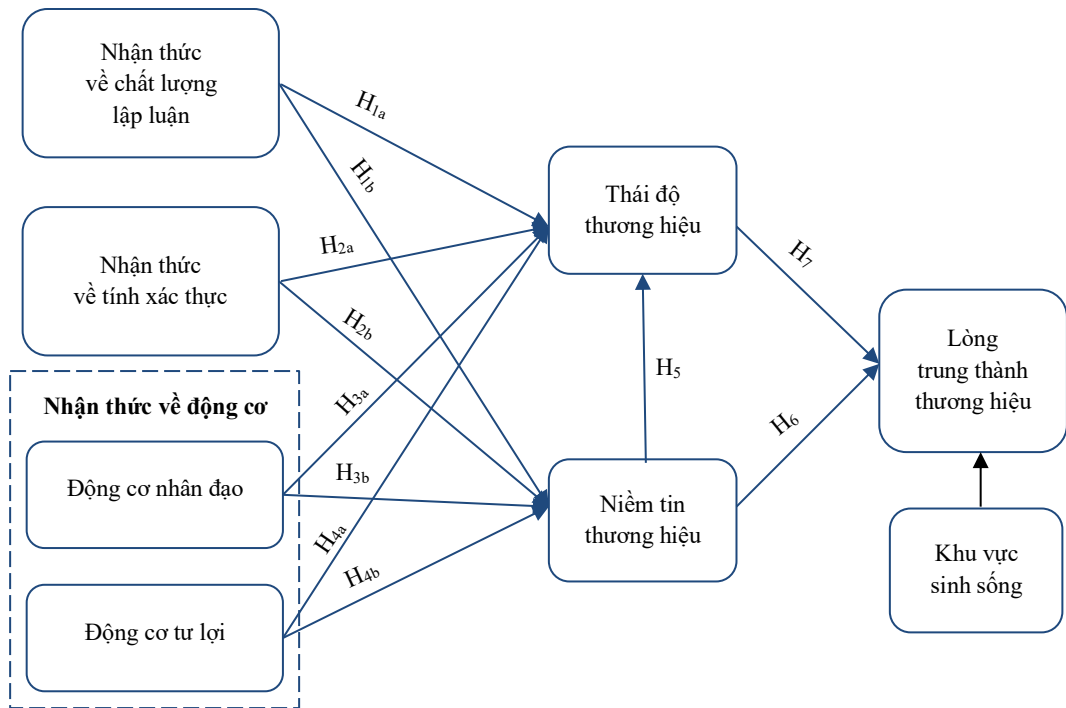 Nhận thức
về chất lượng
lập luận
H1a
H1b
Thái độ
thương hiệu
Nhận thức
về tính xác thực
H2a
H2b
H7
Lòng
trung thành
thương hiệu
Nhận thức về động cơ
H3a
H5
H6
Động cơ nhân đạo
H3b
Niềm tin
thương hiệu
H4a
H4b
Khu vực
sinh sống
Động cơ tư lợi